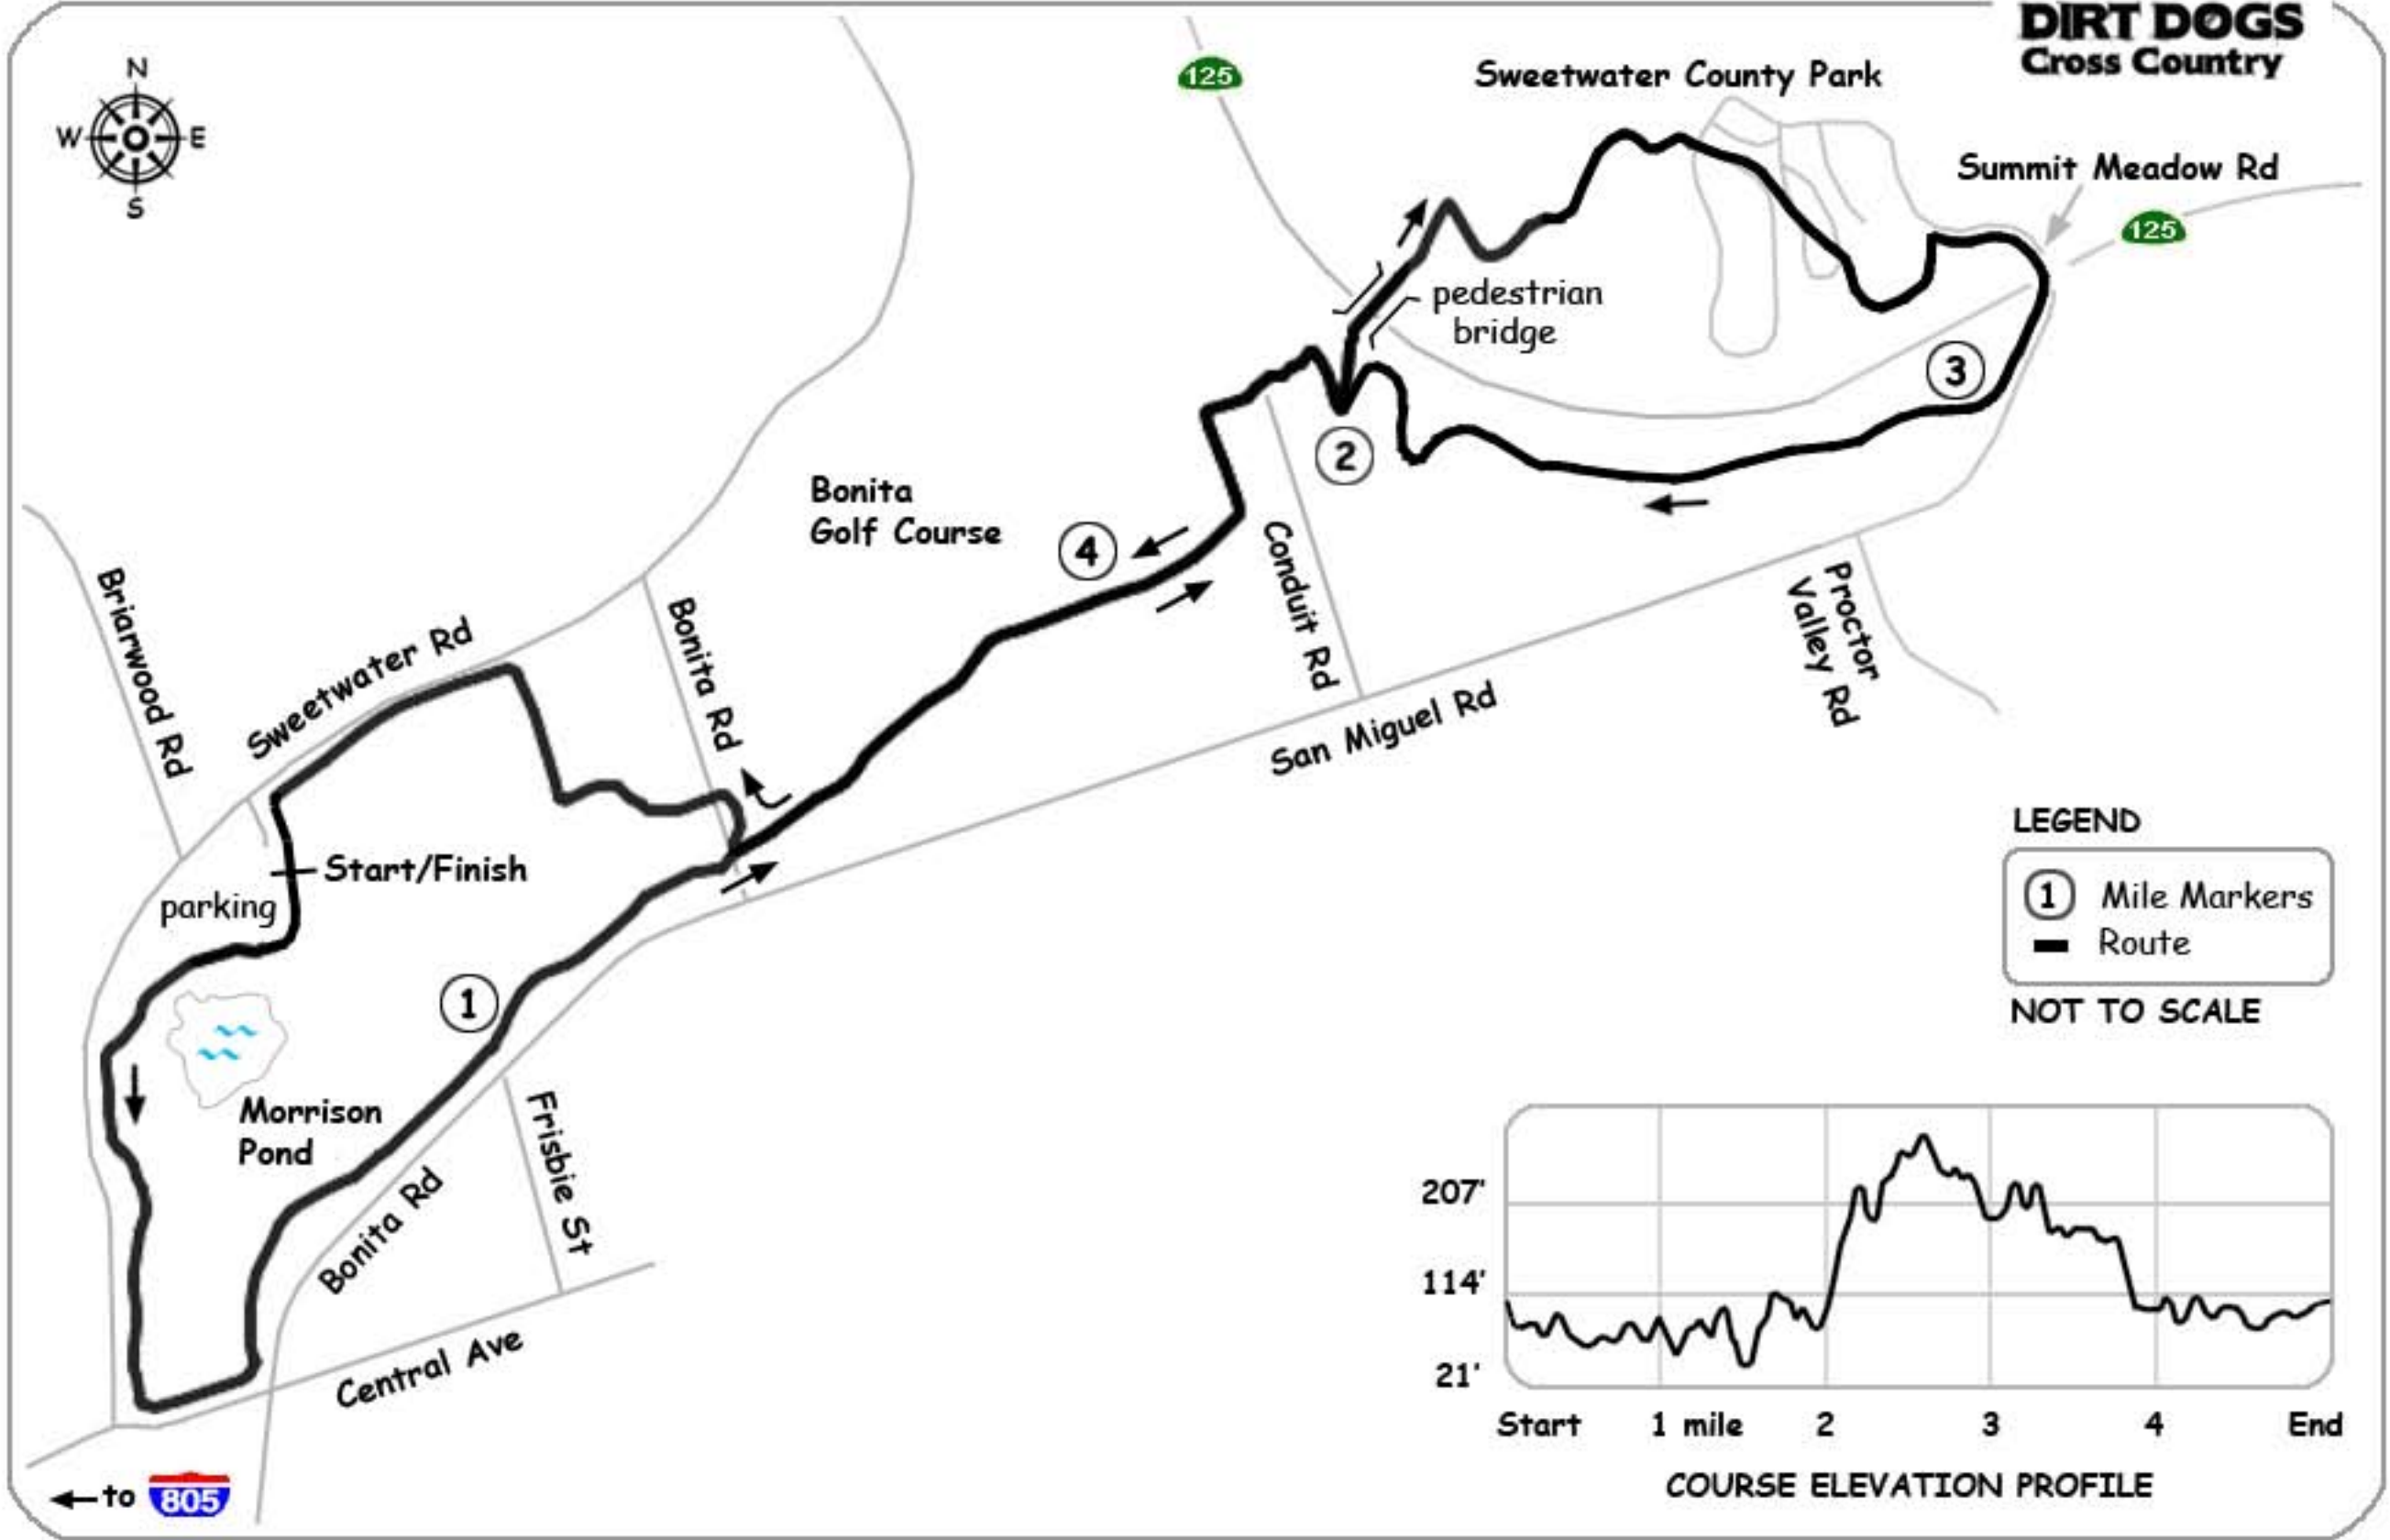 DIRT DOGS
Cross Country
N
W
E
S
125
Sweetwater County Park
Summit Meadow Rd
125
pedestrian
bridge
3
2
Bonita
Golf Course
4
Conduit Rd
Briarwood Rd
Sweetwater Rd
Bonita Rd
Proctor
Valley Rd
San Miguel Rd
Start/Finish
parking
LEGEND
1 Mile Markers
Route
NOT TO SCALE
1
Morrison
Pond
Frisbie St
Bonita Rd
Central Ave
to 805
207'
114'
21'
Start 1 mile 2 3 4 End
COURSE ELEVATION PROFILE